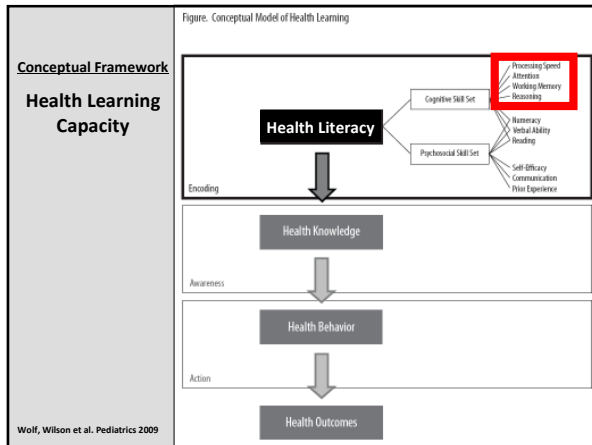 Figure. Conceptual Model of Health Learning
Conceptual Framework
Health Learning
Capacity
Processing Speed
Attention
Working Memory
Reasoning
Cognitive Skill Set
Health Literacy
Numeracy
Verbal Ability
Reading
Psychosocial Skill Set
Self-Efficacy
Communication
Prior Experience
Encoding
Health Knowledge
Awareness
Health Behavior
Action
Health Outcomes
Wolf, Wilson et al. Pediatrics 2009